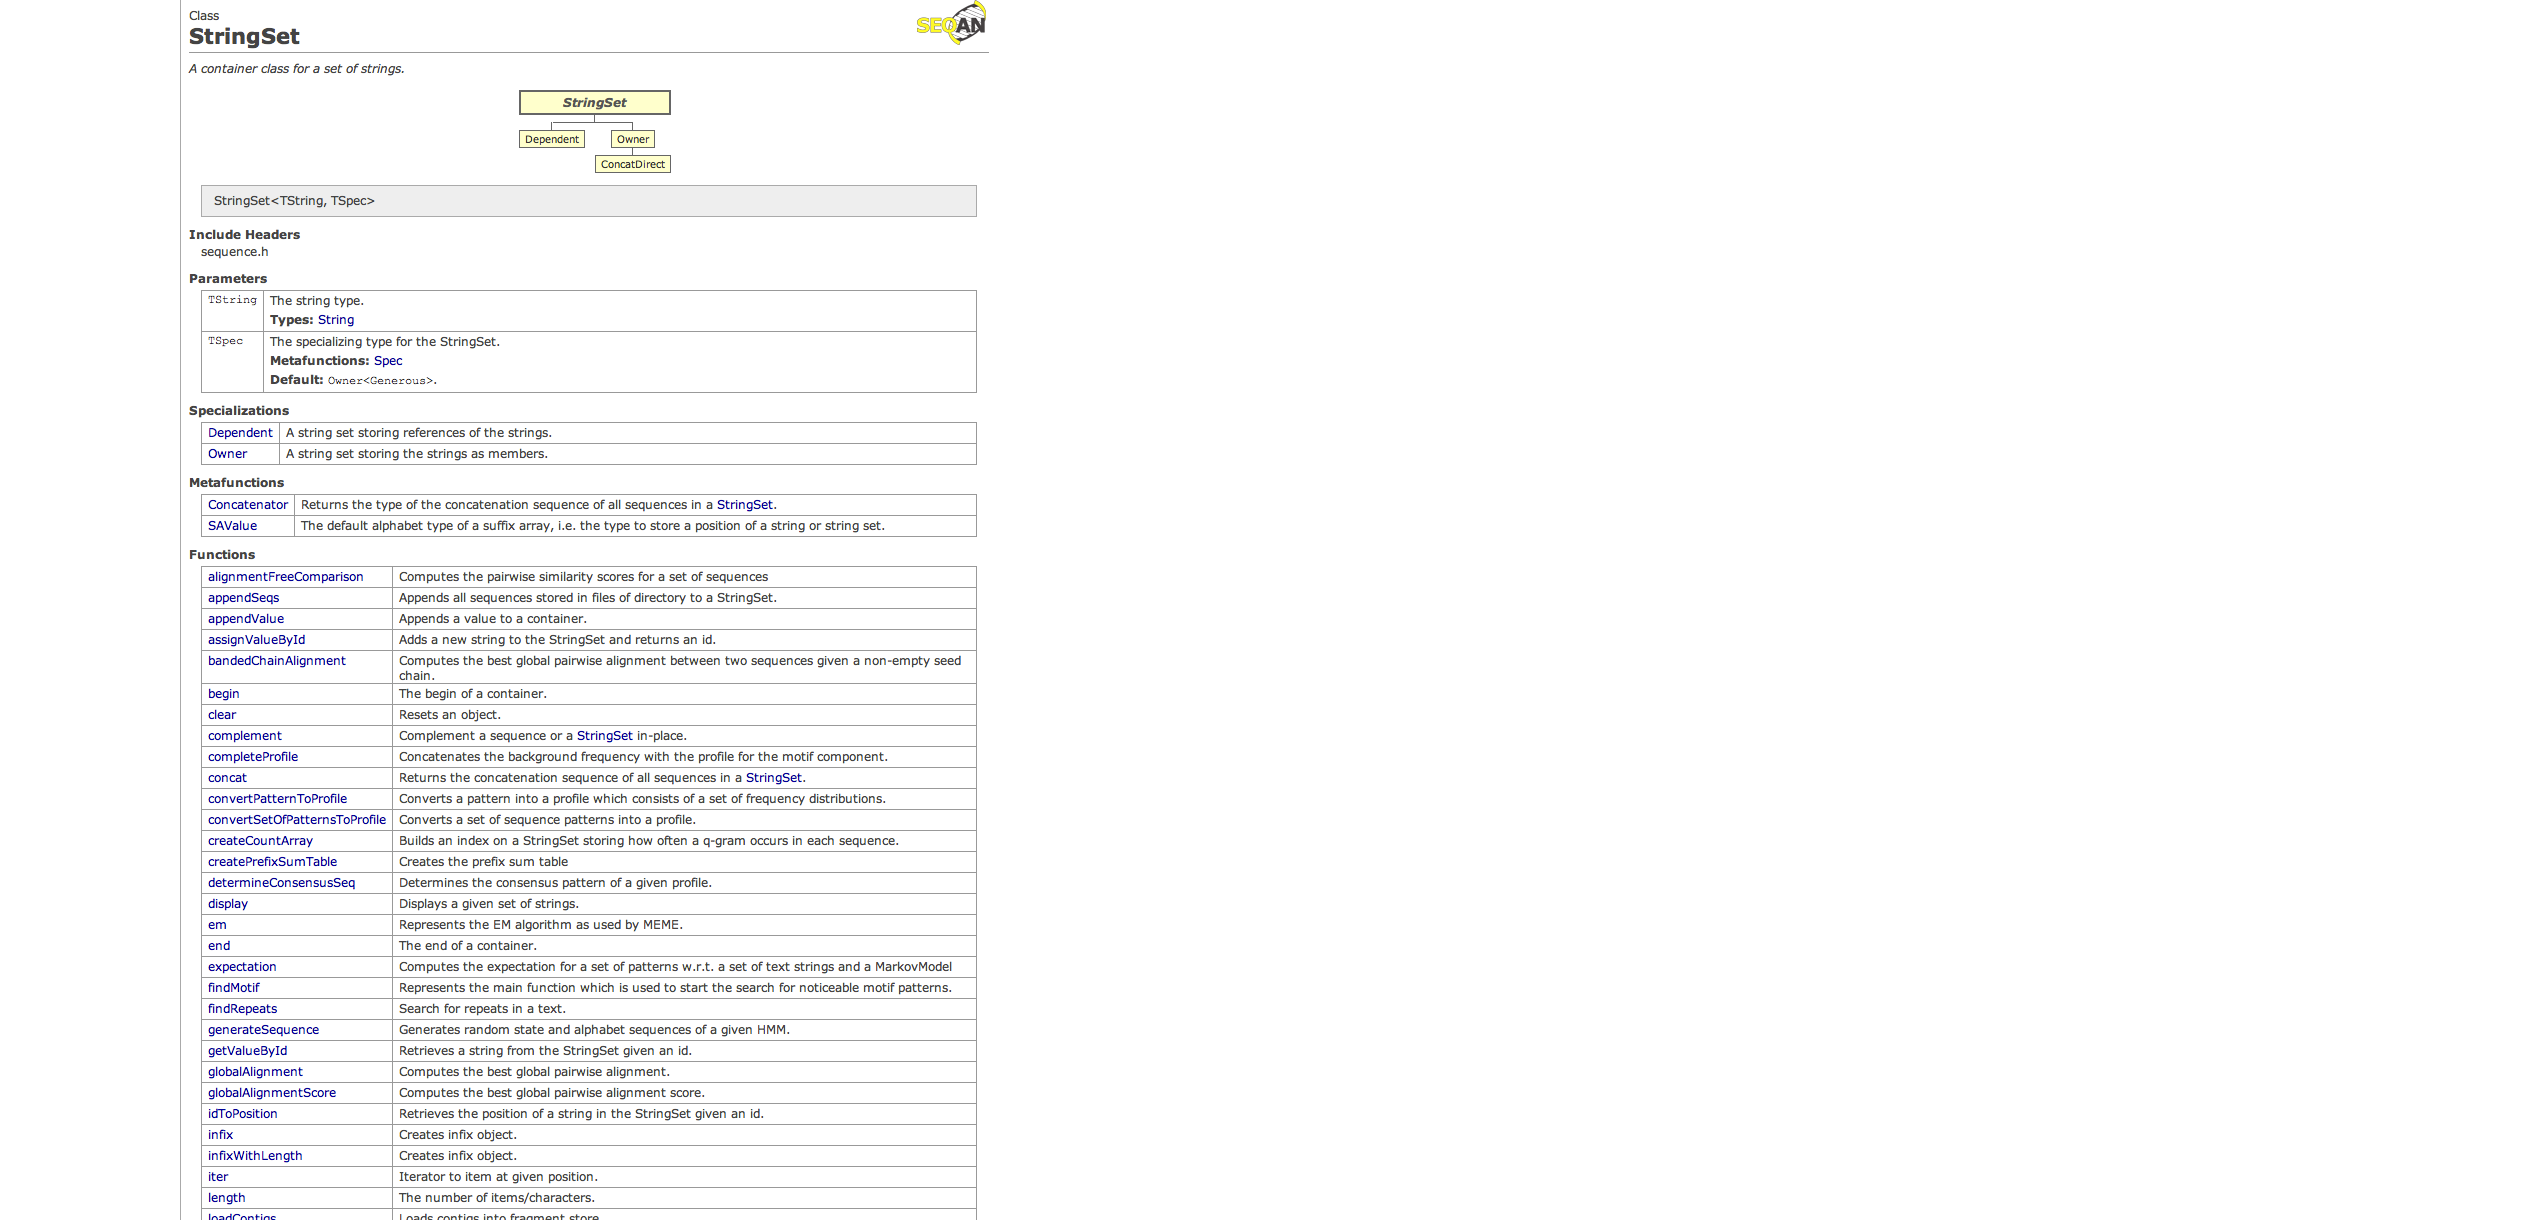 Class
StringSet
SEQAN
A container class for a set of strings.
StringSet
Dependent Owner
ConcatDirect
StringSet<TString, TSpec>
Include Headers
sequence.h
Parameters
TString The string type.
Types: String
TSpec The specializing type for the StringSet.
Metafunctions: Spec
Default: Owner<Generous>.
Specializations
Dependent A string set storing references of the strings.
Owner A string set storing the strings as members.
Metafunctions
Concatenator Returns the type of the concatenation sequence of all sequences in a StringSet.
SAValue The default alphabet type of a suffix array, i.e. the type to store a position of a string or string set.
Functions
alignmentFreeComparison Computes the pairwise similarity scores for a set of sequences
appendSeqs Appends all sequences stored in files of directory to a StringSet.
appendValue Appends a value to a container.
assignValueById Adds a new string to the StringSet and returns an id.
bandedChainAlignment Computes the best global pairwise alignment between two sequences given a non-empty seed
chain.
begin The begin of a container.
clear Resets an object.
complement Complement a sequence or a StringSet in-place.
completeProfile Concatenates the background frequency with the profile for the motif component.
concat Returns the concatenation sequence of all sequences in a StringSet.
convertPatternToProfile Converts a pattern into a profile which consists of a set of frequency distributions.
convertSetOfPatternsToProfile Converts a set of sequence patterns into a profile.
createCountArray Builds an index on a StringSet storing how often a q-gram occurs in each sequence.
createPrefixSumTable Creates the prefix sum table
determineConsensusSeq Determines the consensus pattern of a given profile.
display Displays a given set of strings.
em Represents the EM algorithm as used by MEME.
end The end of a container.
expectation Computes the expectation for a set of patterns w.r.t. a set of text strings and a MarkovModel
findMotif Represents the main function which is used to start the search for noticeable motif patterns.
findRepeats Search for repeats in a text.
generateSequence Generates random state and alphabet sequences of a given HMM.
getValueById Retrieves a string from the StringSet given an id.
globalAlignment Computes the best global pairwise alignment.
globalAlignmentScore Computes the best global pairwise alignment score.
idToPosition Retrieves the position of a string in the StringSet given an id.
infix Creates infix object.
infixWithLength Creates infix object.
iter Iterator to item at given position.
length The number of items/characters.
loadContigs Loads contigs into fragment store.